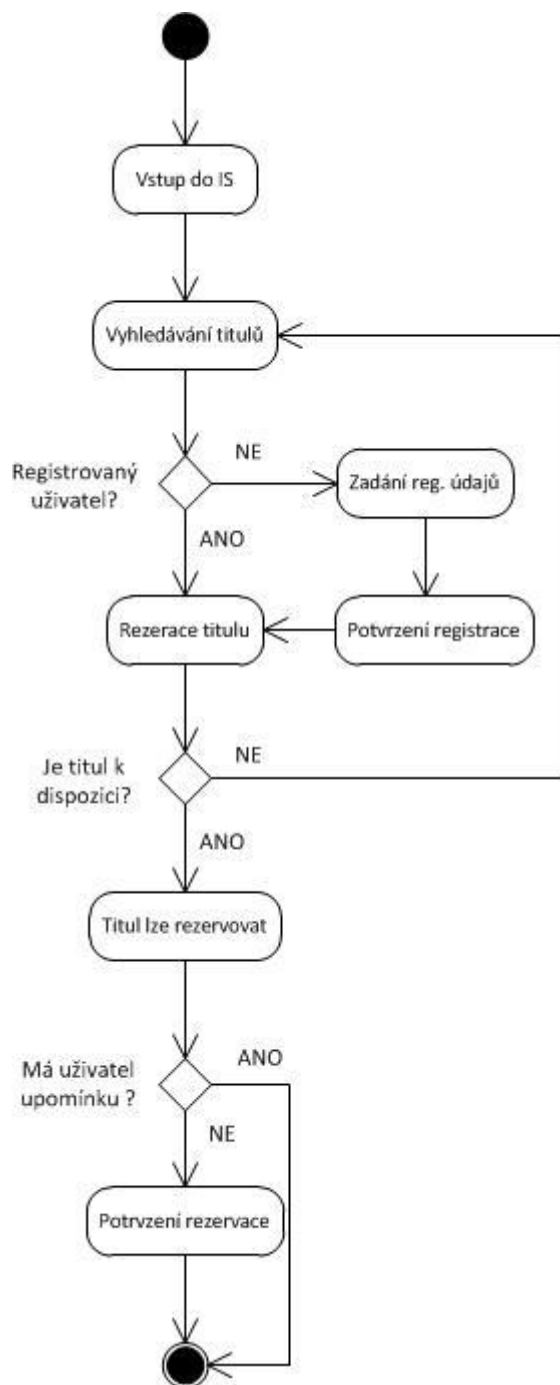 Vstup do IS
Vyhledávání titulů
NE
Registrovaný
uživatel?
Zadání reg. údajů
ANO
Rezerace titulu
Potvrzení registrace
NE
Je titul k
dispozici?
ANO
Titul lze rezervovat
ANO
Má uživatel
upomínku ?
NE
Potrvzení rezervace